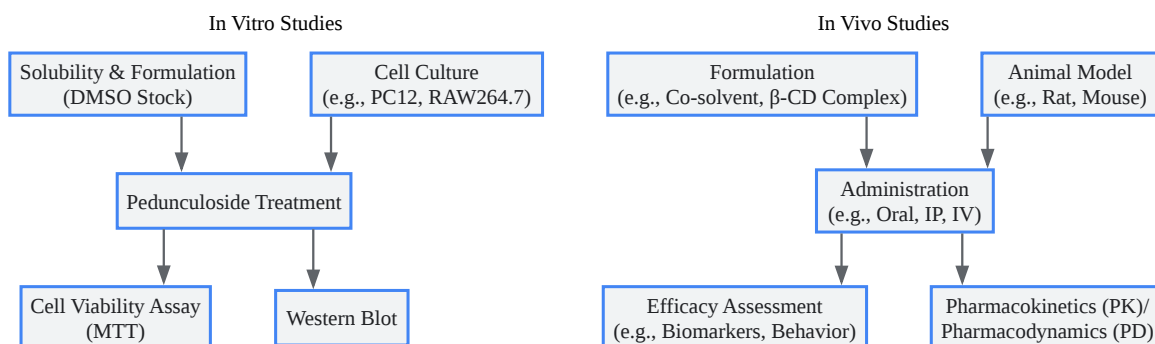 In Vitro Studies
Solubility & Formulation
(DMSO Stock)
Cell Culture
(e.g., PC12, RAW264.7)
Pedunculoside Treatment
Cell Viability Assay
(MTT)
Western Blot
In Vivo Studies
Formulation
(e.g., Co-solvent, β-CD Complex)
Animal Model
(e.g., Rat, Mouse)
Administration
(e.g., Oral, IP, IV)
Efficacy Assessment
(e.g., Biomarkers, Behavior)
Pharmacokinetics (PK)/
Pharmacodynamics (PD)